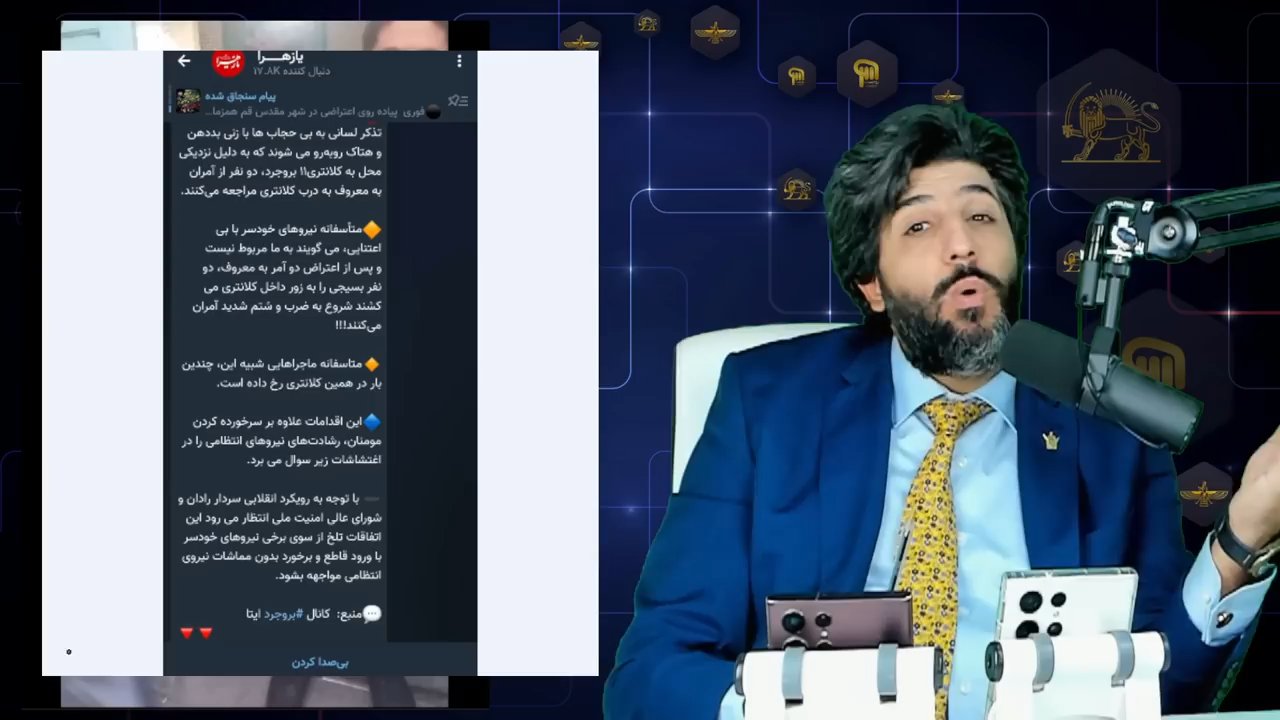 یازهــــرا
۱۷.۸K دنبال کننده
پیام سنجاق شده
فوری پیاده روی اعتراضی در شهر مقدس قم همزما...
تذکر لسانی به بی حجاب ها با زنی بددهن
و هتاک روبه‌رو می شوند که به دلیل نزدیکی
محل به کلانتری۱۱ بروجرد، دو نفر از آمران
به معروف به درب کلانتری مراجعه می‌کنند.
🔶متأسفانه نیروهای خودسر با بی
اعتنایی، می گویند به ما مربوط نیست
و پس از اعتراض دو آمر به معروف، دو
نفر بسیجی را به زور داخل کلانتری می
کشند شروع به ضرب و شتم شدید آمران
می‌کنند!!!
🔸متاسفانه ماجراهایی شبیه این، چندین
بار در همین کلانتری رخ داده است.
🔷این اقدامات علاوه بر سرخورده کردن
مومنان، رشادت‌های نیروهای انتظامی را در
اغتشاشات زیر سوال می برد.
➖ با توجه به رویکرد انقلابی سردار رادان و
شورای عالی امنیت ملی انتظار می رود این
اتفاقات تلخ از سوی برخی نیروهای خودسر
با ورود قاطع و برخورد بدون مماشات نیروی
انتظامی مواجهه بشود.
💬منبع: کانال #بروجرد ایتا
🔻🔻
بی‌صدا کردن